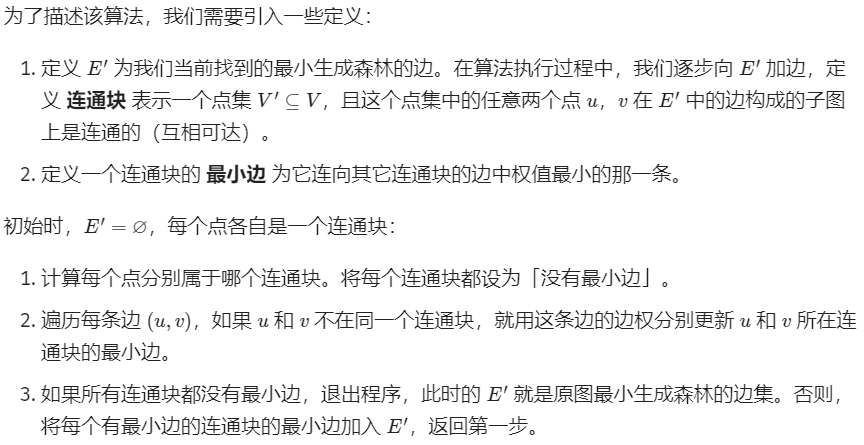 为了描述该算法，我们需要引入一些定义：
1. 定义 E′ 为我们当前找到的最小生成森林的边。在算法执行过程中，我们逐步向 E′ 加边，定
义 连通块 表示一个点集 V′ ⊆ V，且这个点集中的任意两个点 u，v 在 E′ 中的边构成的子图
上是连通的（互相可达）。
2. 定义一个连通块的 最小边 为它连向其它连通块的边中权值最小的那一条。
初始时，E′ = ∅，每个点各自是一个连通块：
1. 计算每个点分别属于哪个连通块。将每个连通块都设为「没有最小边」。
2. 遍历每条边 (u, v)，如果 u 和 v 不在同一个连通块，就用这条边的边权分别更新 u 和 v 所在连
通块的最小边。
3. 如果所有连通块都没有最小边，退出程序，此时的 E′ 就是原图最小生成森林的边集。否则，
将每个有最小边的连通块的最小边加入 E′，返回第一步。